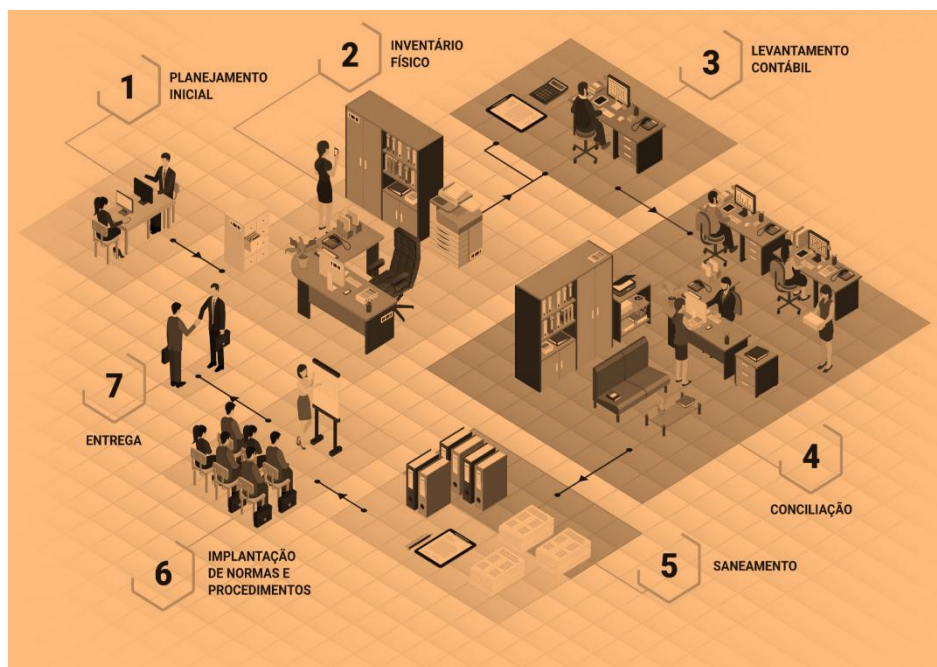 1
PLANEJAMENTO
INICIAL
2
INVENTÁRIO
FÍSICO
3
LEVANTAMENTO
CONTÁBIL
4
CONCILIAÇÃO
5
SANEAMENTO
6
IMPLANTAÇÃO
DE NORMAS E
PROCEDIMENTOS
7
ENTREGA